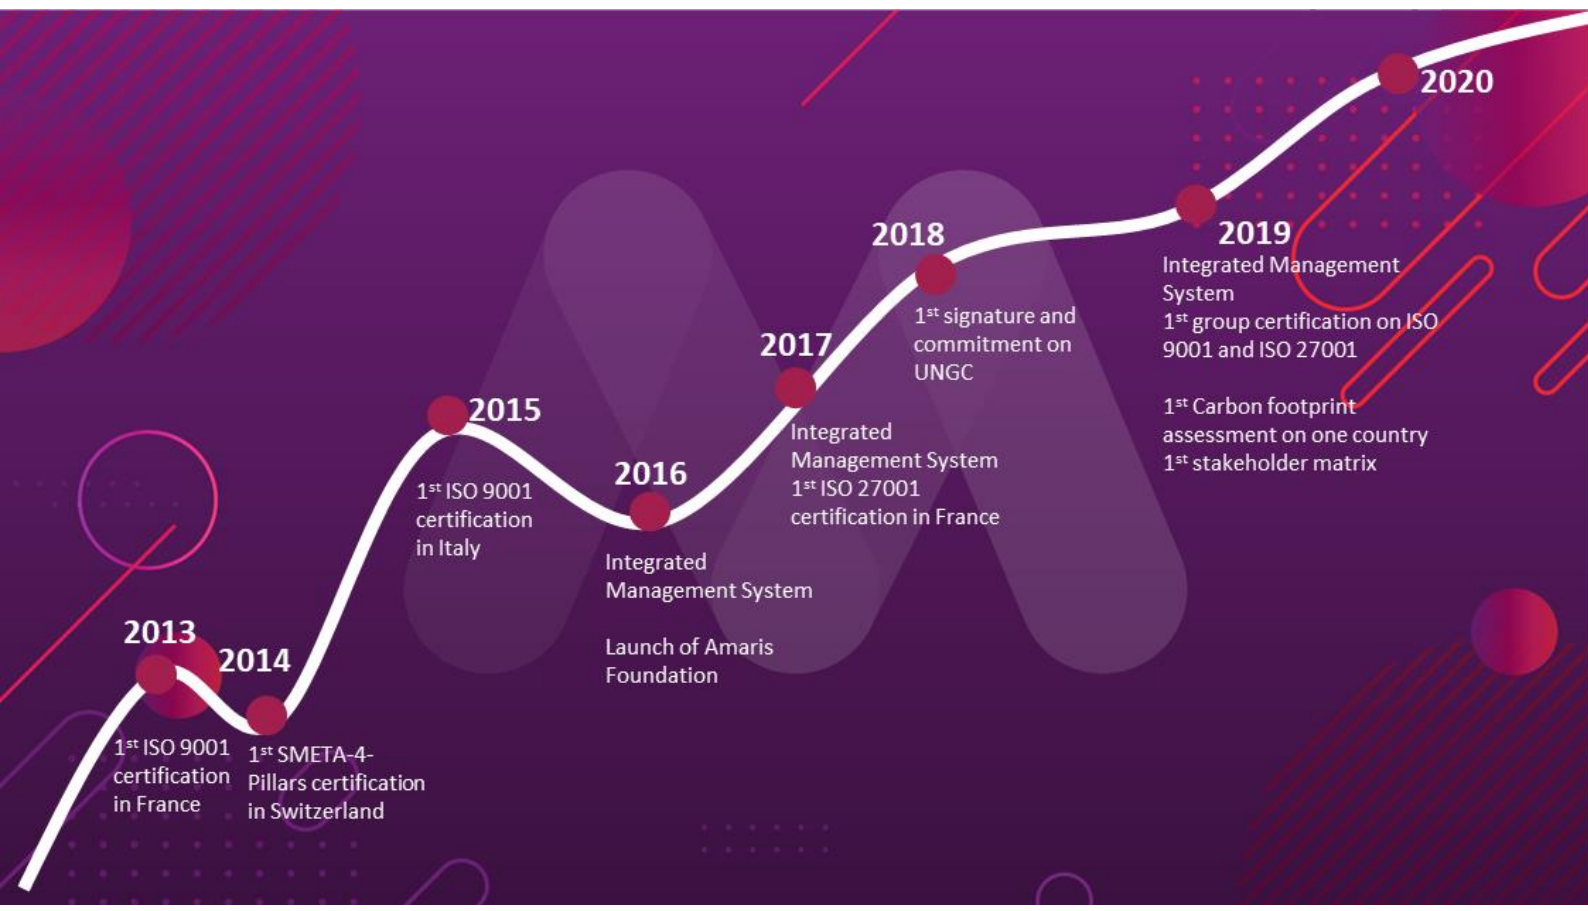 2013
1st ISO 9001
certification
in France
2014
1st SMETA-4-
Pillars certification
in Switzerland
2015
1st ISO 9001
certification
in Italy
2016
Integrated
Management System
Launch of Amaris
Foundation
2017
Integrated
Management System
1st ISO 27001
certification in France
2018
1st signature and
commitment on
UNGC
2019
Integrated Management
System
1st group certification on ISO
9001 and ISO 27001
1st Carbon footprint
assessment on one country
1st stakeholder matrix
2020